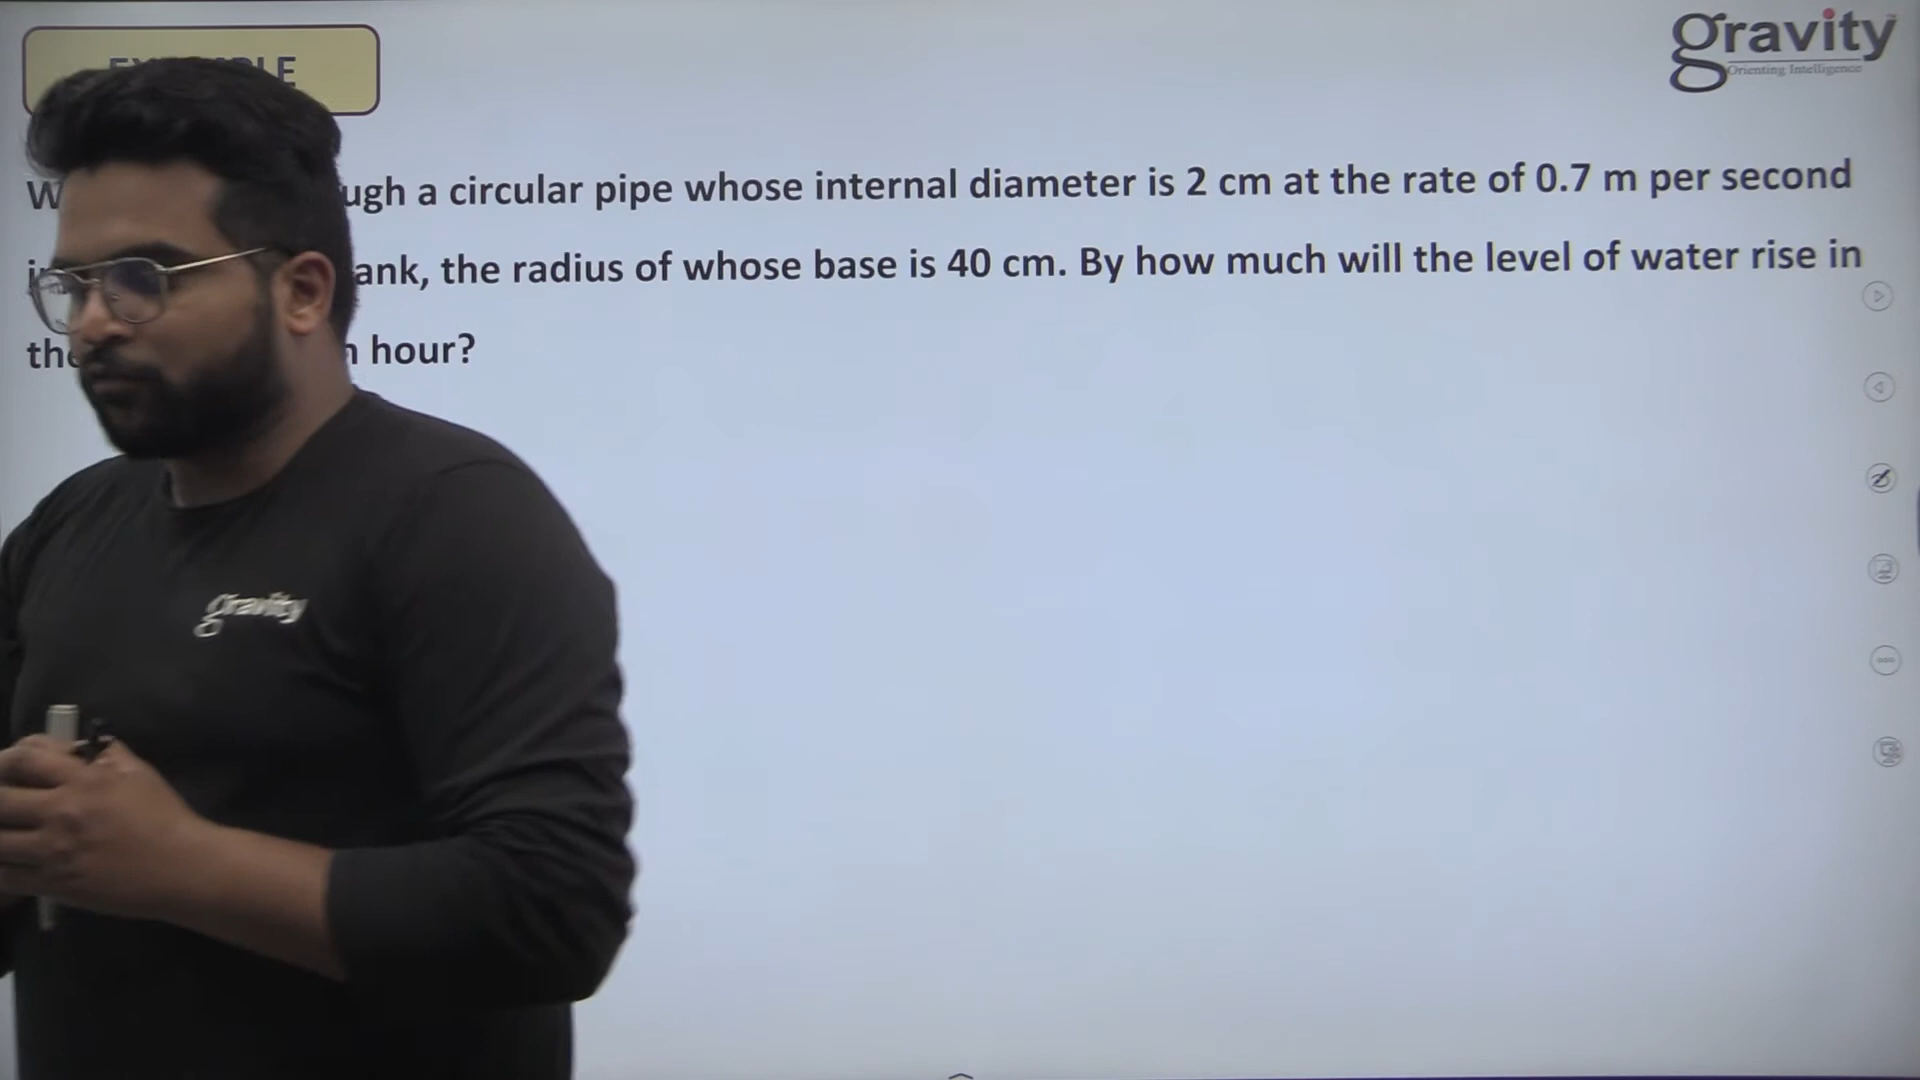 gravity
Orienting Intelligence
a circular pipe whose internal diameter is 2 cm at the rate of 0.7 m per second
the radius of whose base is 40 cm. By how much will the level of water rise in
hour?
gravity